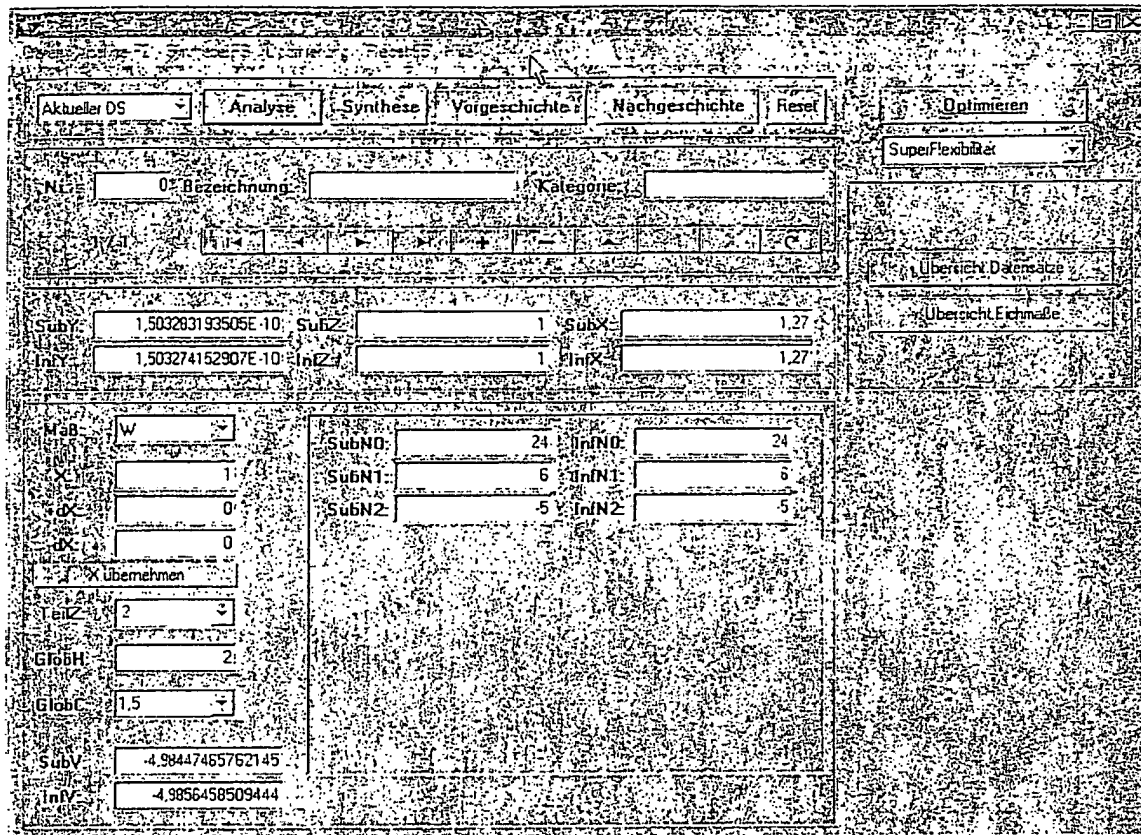 Aktueller DS Analyse Synthese Vorgeschichte Nachgeschichte Reset Optimieren
SuperFlexibilität
Nr.: 0 Bezeichnung: Kategorie:
Übersicht Datensätze
Übersicht Eichmaße
SubY: 1,503283193505E-10 SubZ: 1 SubX: 1,27
InfY: 1,503274152907E-10 InfZ: 1 InfX: 1,27
Maß: W
SubN0: 24 InfN0: 24
X: 1
SubN1: 6 InfN1: 6
dX: 0
SubN2: -5 InfN2: -5
dX: 0
X übernehmen
TeilZ: 2
GlobH: 2
GlobC: 1,5
SubV: -4,98447465762145
InfV: -4,9856458509444